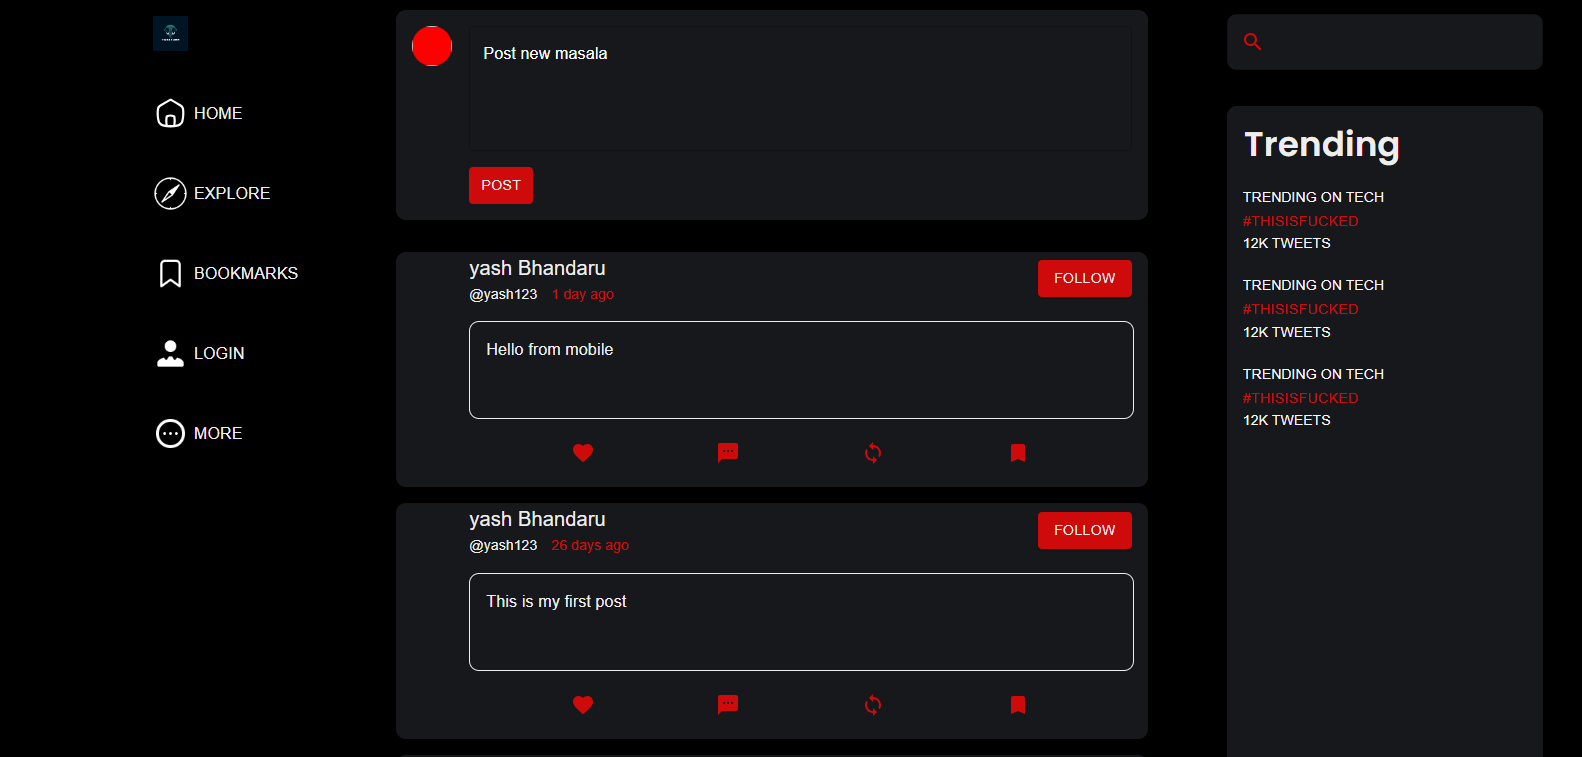 HOME
EXPLORE
BOOKMARKS
LOGIN
MORE
Post new masala
POST
yash Bhandaru
@yash123 1 day ago
FOLLOW
Hello from mobile
yash Bhandaru
@yash123 26 days ago
FOLLOW
This is my first post
Trending
TRENDING ON TECH
#THISISFUCKED
12K TWEETS
TRENDING ON TECH
#THISISFUCKED
12K TWEETS
TRENDING ON TECH
#THISISFUCKED
12K TWEETS